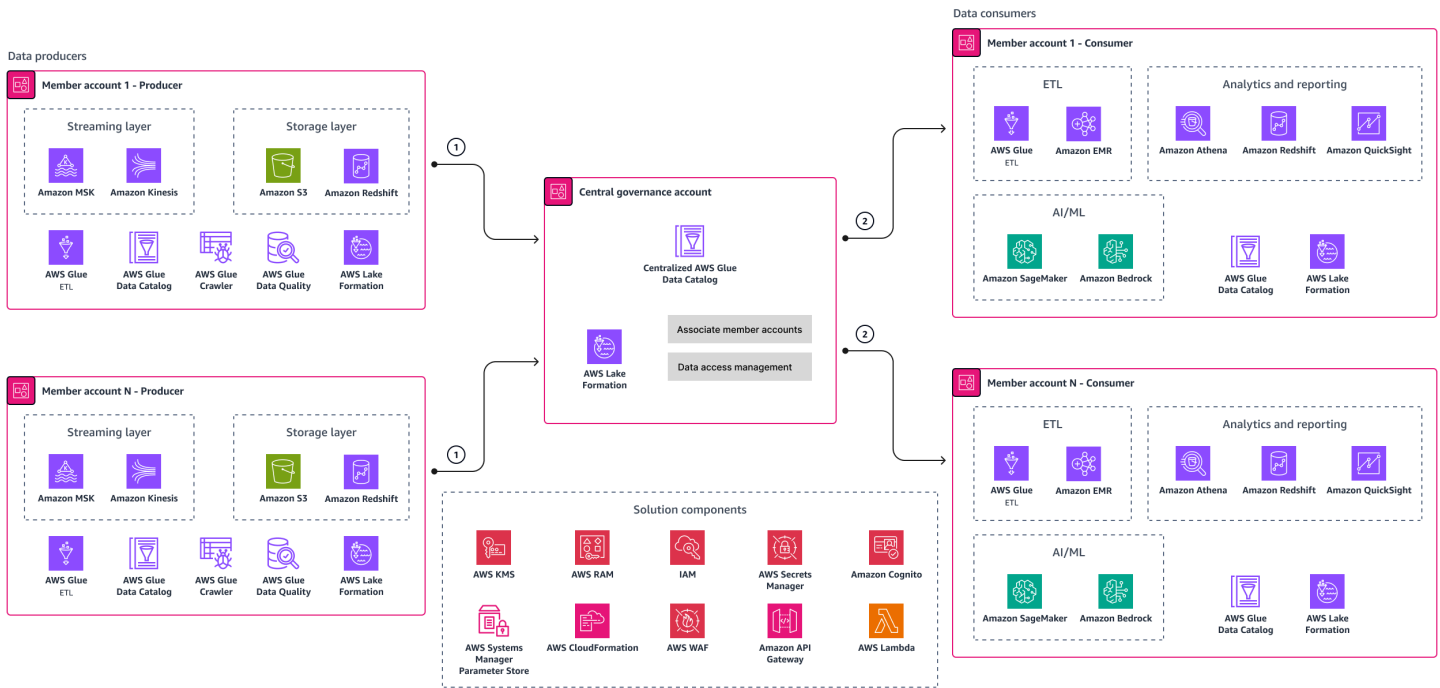 Data producers
Member account 1 - Producer
Streaming layer
Storage layer
Amazon MSK
Amazon Kinesis
Amazon S3
Amazon Redshift
AWS Glue
ETL
AWS Glue
Data Catalog
AWS Glue
Crawler
AWS Glue
Data Quality
AWS Lake
Formation
1
Member account N - Producer
Streaming layer
Storage layer
Amazon MSK
Amazon Kinesis
Amazon S3
Amazon Redshift
AWS Glue
ETL
AWS Glue
Data Catalog
AWS Glue
Crawler
AWS Glue
Data Quality
AWS Lake
Formation
1
Central governance account
Centralized AWS Glue
Data Catalog
AWS Lake
Formation
Associate member accounts
Data access management
2
2
Solution components
AWS KMS
AWS RAM
IAM
AWS Secrets
Manager
Amazon Cognito
AWS Systems
Manager
Parameter Store
AWS CloudFormation
AWS WAF
Amazon API
Gateway
AWS Lambda
Data consumers
Member account 1 - Consumer
ETL
Analytics and reporting
AWS Glue
ETL
Amazon EMR
Amazon Athena
Amazon Redshift
Amazon QuickSight
AI/ML
Amazon SageMaker
Amazon Bedrock
AWS Glue
Data Catalog
AWS Lake
Formation
Member account N - Consumer
ETL
Analytics and reporting
AWS Glue
ETL
Amazon EMR
Amazon Athena
Amazon Redshift
Amazon QuickSight
AI/ML
Amazon SageMaker
Amazon Bedrock
AWS Glue
Data Catalog
AWS Lake
Formation